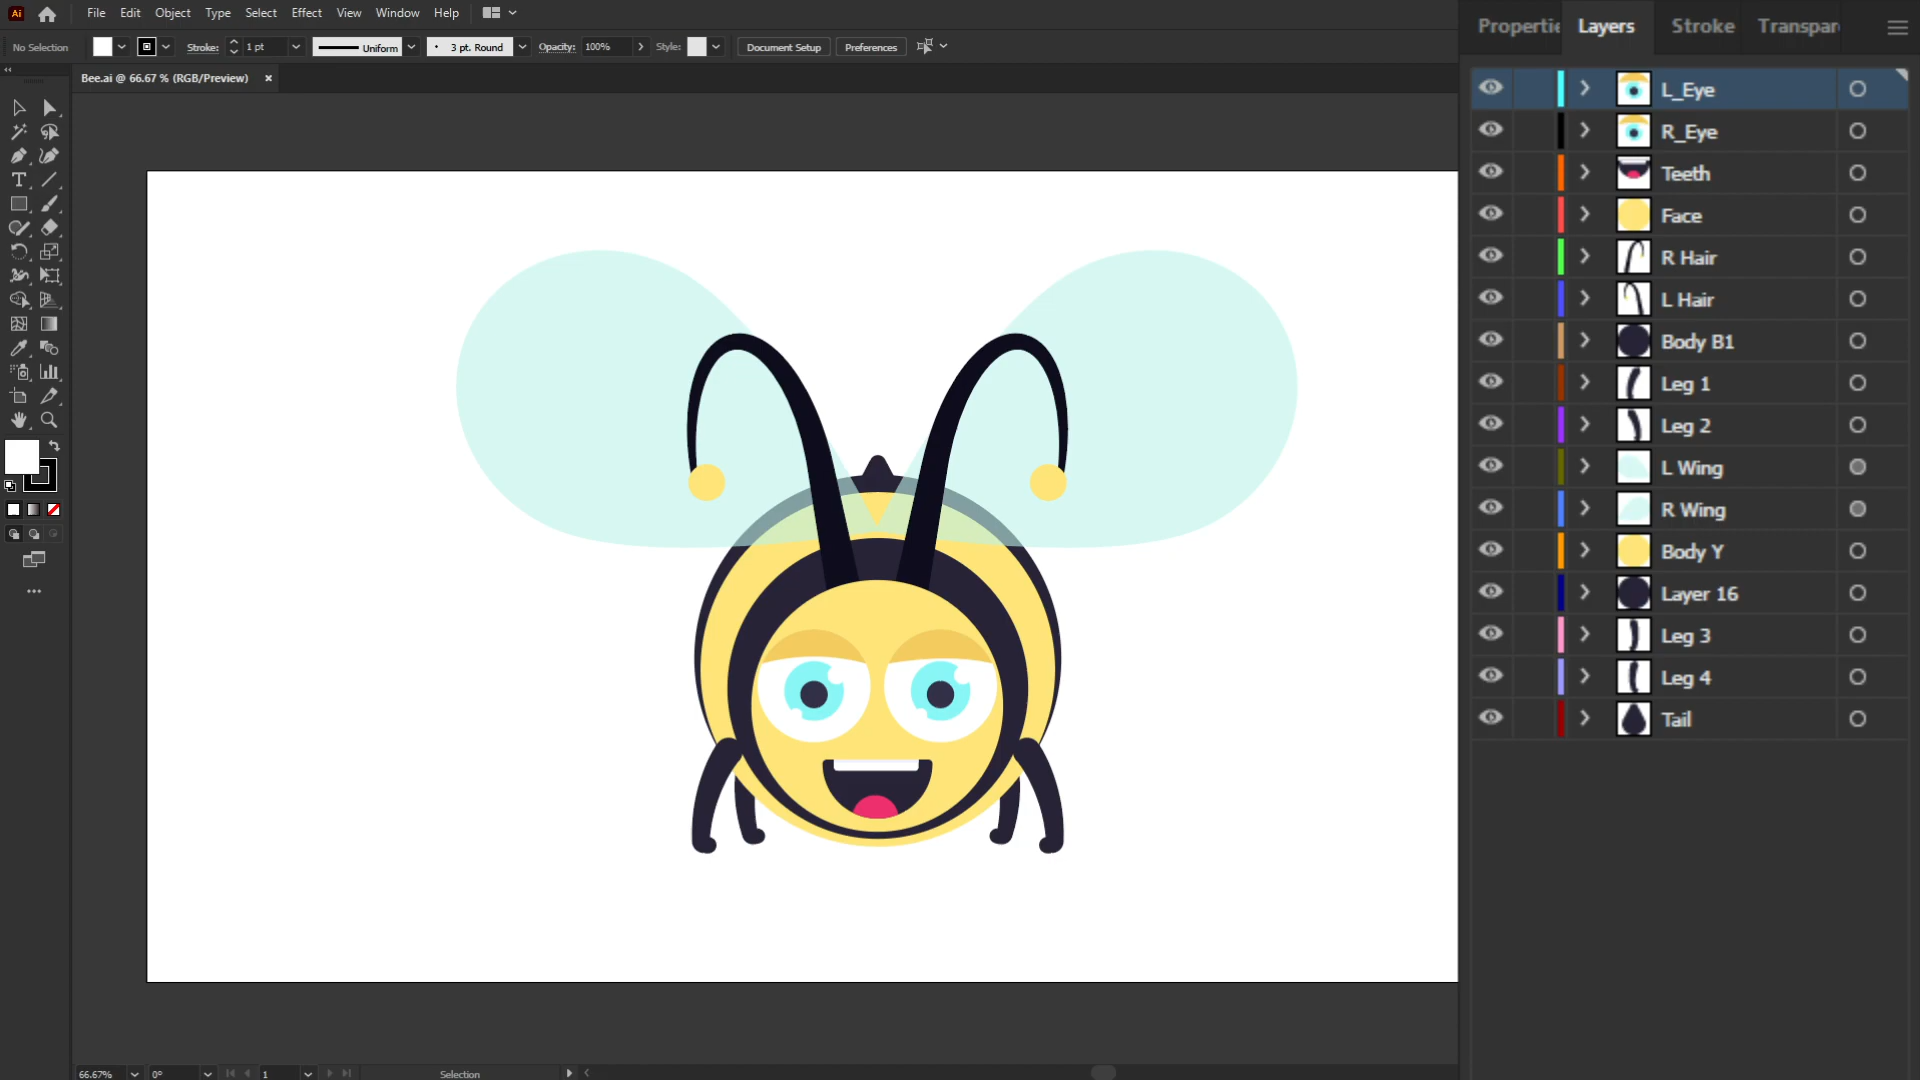 Ai File Edit Object Type Select Effect View Window Help
No Selection Stroke: 1 pt Uniform 3 pt. Round Opacity: 100% Style: Document Setup Preferences
Bee.ai @ 66.67 % (RGB/Preview)
Layers Stroke
L_Eye
R_Eye
Teeth
Face
R Hair
L Hair
Body B1
Leg 1
Leg 2
L Wing
R Wing
Body Y
Layer 16
Leg 3
Leg 4
Tail
66.67% 0° 1 Selection